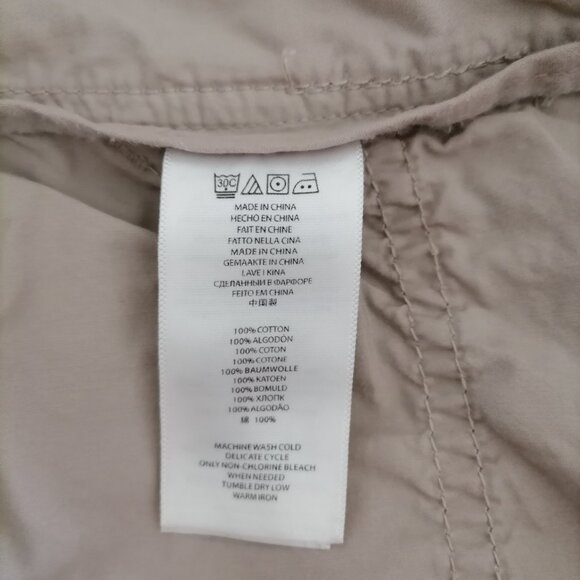 30C
MADE IN CHINA
HECHO EN CHINA
FAIT EN CHINE
FATTO NELLA CINA
MADE IN CHINA
GEMAAKTE IN CHINA
LAVE I KINA
СДЕЛАННЫЙ В ФАРФОРЕ
FEITO EM CHINA
中国製
100% COTTON
100% ALGODÓN
100% COTON
100% COTONE
100% BAUMWOLLE
100% KATOEN
100% BOMULD
100% ХЛОПК
100% ALGODÃO
綿 100%
MACHINE WASH COLD
DELICATE CYCLE
ONLY NON-CHLORINE BLEACH
WHEN NEEDED
TUMBLE DRY LOW
WARM IRON